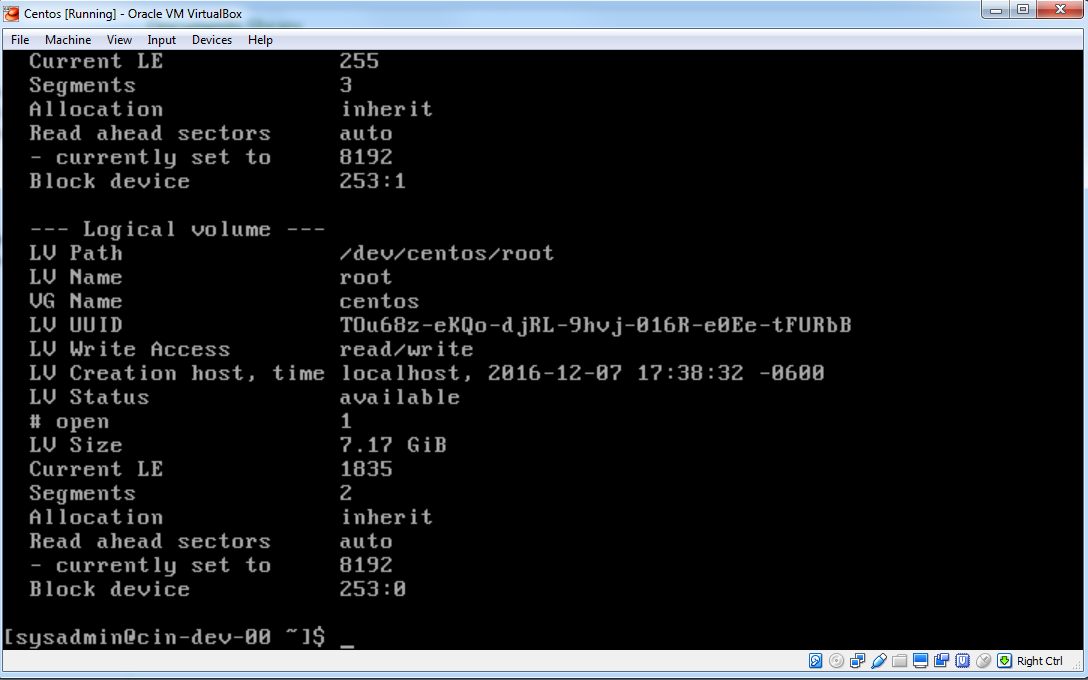 Centos [Running] - Oracle VM VirtualBox
File Machine View Input Devices Help
Current LE 255
Segments 3
Allocation inherit
Read ahead sectors auto
- currently set to 8192
Block device 253:1
--- Logical volume ---
LV Path /dev/centos/root
LV Name root
VG Name centos
LV UUID TOu68z-eKQo-djRL-9hvj-016R-e0Ee-tFURbB
LV Write Access read/write
LV Creation host, time localhost, 2016-12-07 17:38:32 -0600
LV Status available
# open 1
LV Size 7.17 GiB
Current LE 1835
Segments 2
Allocation inherit
Read ahead sectors auto
- currently set to 8192
Block device 253:0
[sysadmin@cin-dev-00 ~]$ _
Right Ctrl